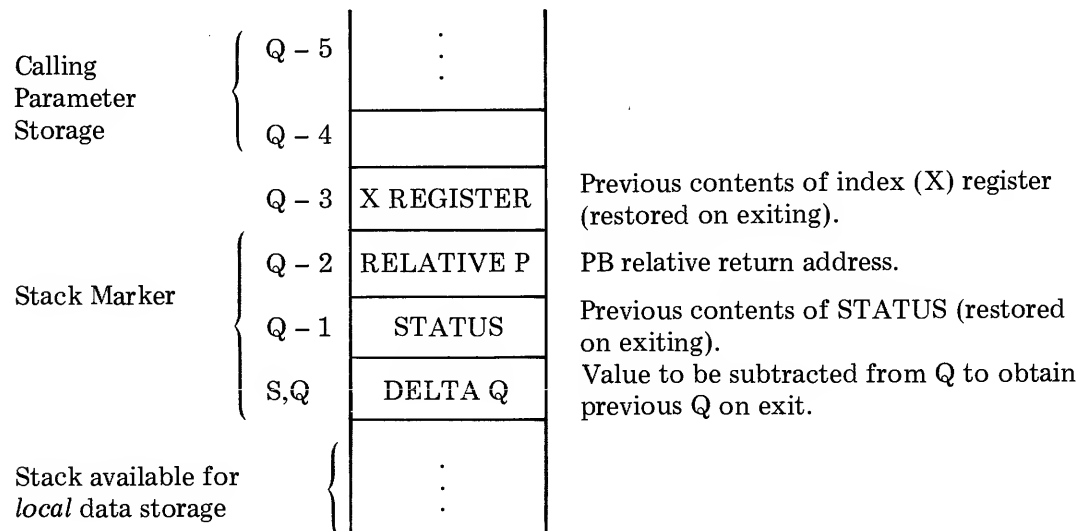 Calling
Parameter
Storage
Q – 5
Q – 4
Q – 3 X REGISTER Previous contents of index (X) register
(restored on exiting).
Stack Marker
Q – 2 RELATIVE P PB relative return address.
Q – 1 STATUS Previous contents of STATUS (restored
on exiting).
S,Q DELTA Q Value to be subtracted from Q to obtain
previous Q on exit.
Stack available for
local data storage